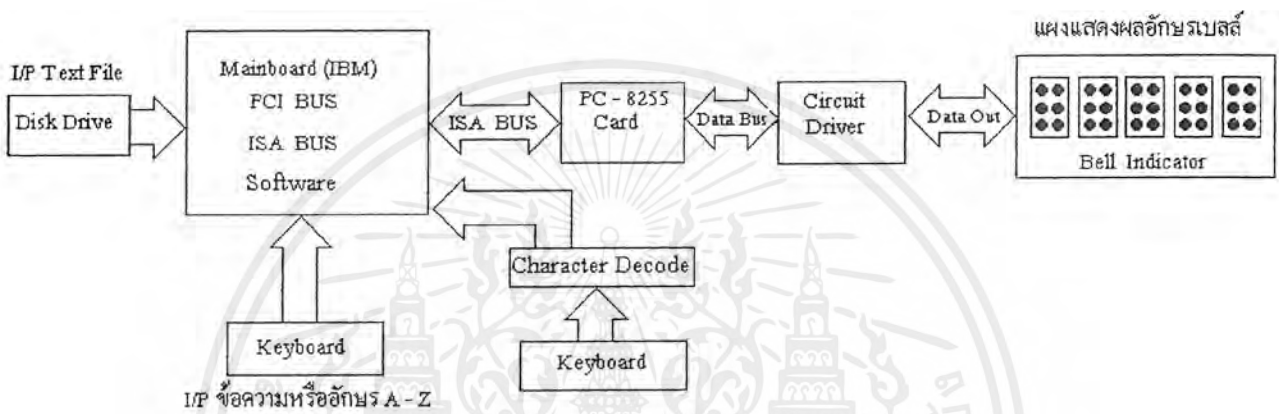 แผงแสดงผลอักษรเบลล์
I/P Text File
Disk Drive
Mainboard (IBM)
PCI BUS
ISA BUS
Software
ISA BUS
PC - 8255
Card
Data Bus
Circuit
Driver
Data Out
Bell Indicator
Character Decode
Keyboard
Keyboard
I/P ข้อความหรืออักษร A - Z